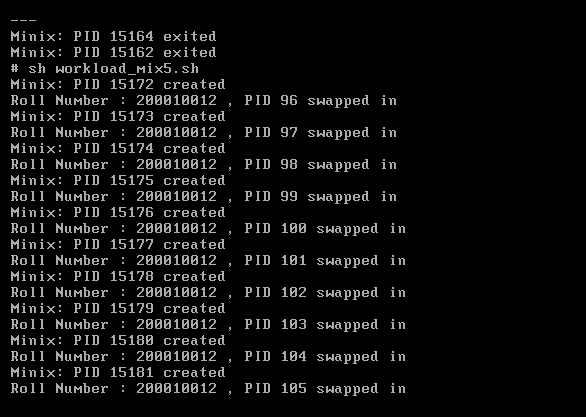 ---
Minix: PID 15164 exited
Minix: PID 15162 exited
# sh workload_mix5.sh
Minix: PID 15172 created
Roll Number : 200010012 , PID 96 swapped in
Minix: PID 15173 created
Roll Number : 200010012 , PID 97 swapped in
Minix: PID 15174 created
Roll Number : 200010012 , PID 98 swapped in
Minix: PID 15175 created
Roll Number : 200010012 , PID 99 swapped in
Minix: PID 15176 created
Roll Number : 200010012 , PID 100 swapped in
Minix: PID 15177 created
Roll Number : 200010012 , PID 101 swapped in
Minix: PID 15178 created
Roll Number : 200010012 , PID 102 swapped in
Minix: PID 15179 created
Roll Number : 200010012 , PID 103 swapped in
Minix: PID 15180 created
Roll Number : 200010012 , PID 104 swapped in
Minix: PID 15181 created
Roll Number : 200010012 , PID 105 swapped in